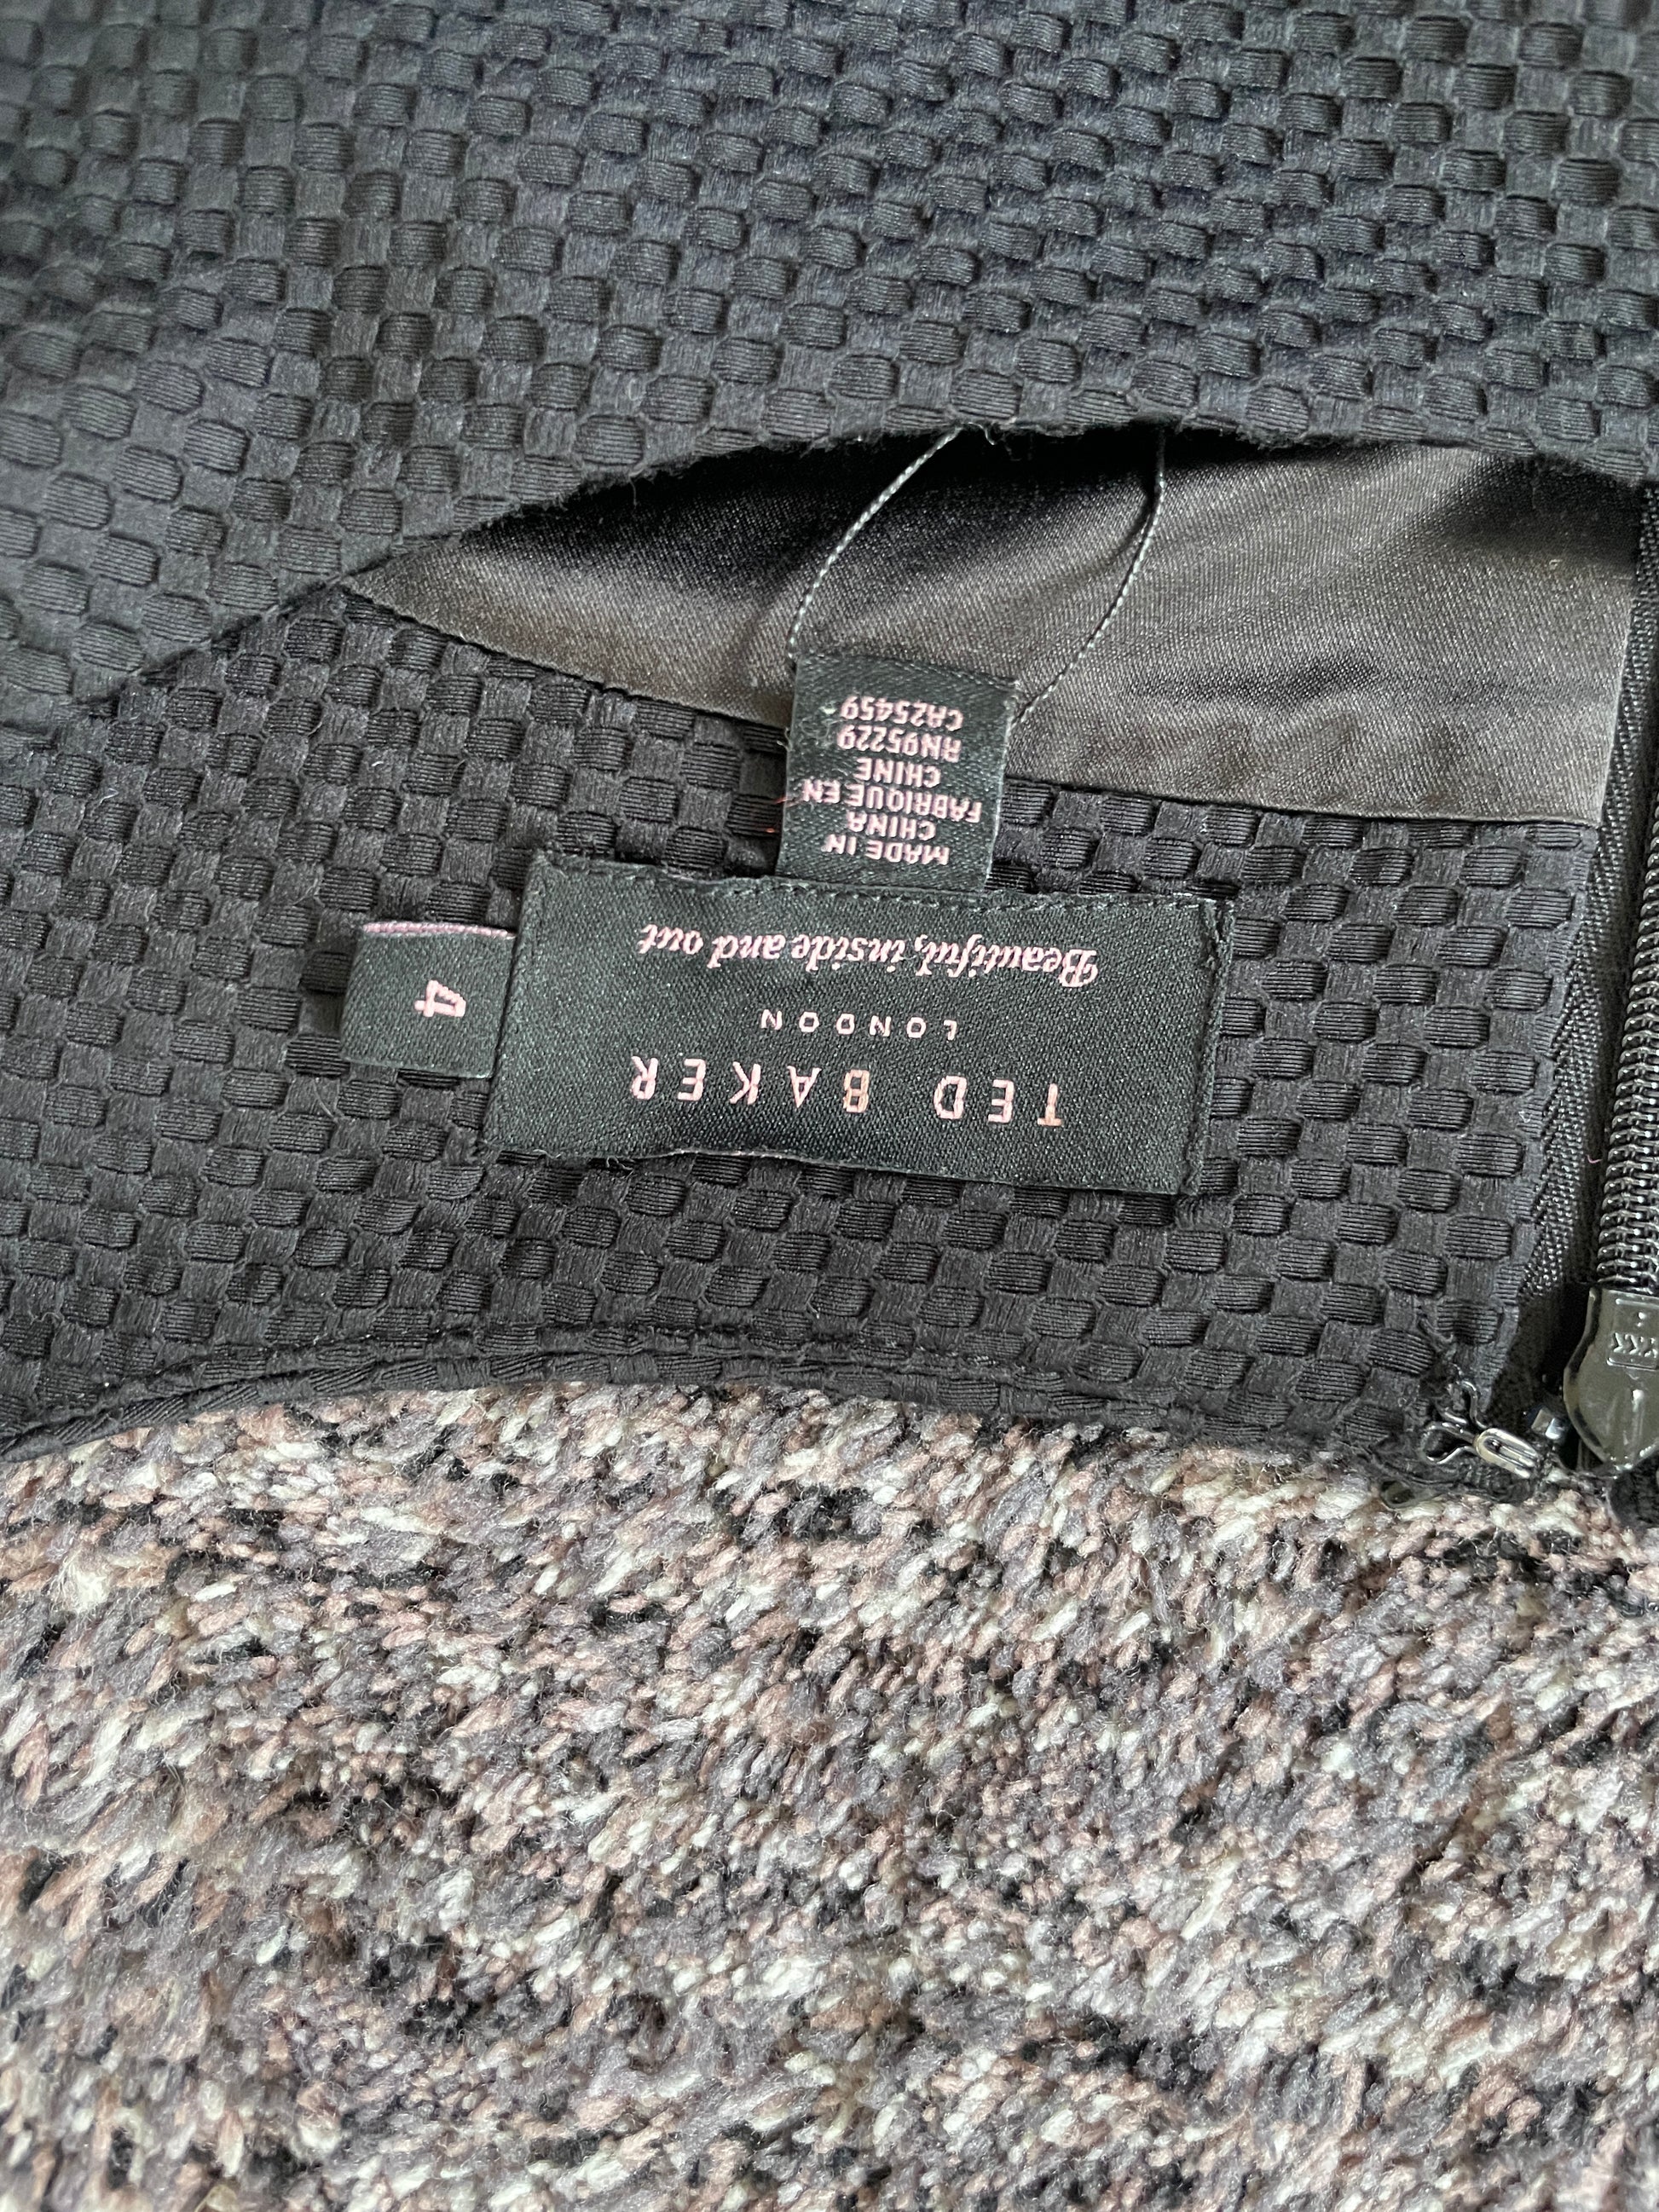 TED BAKER
LONDON
Beautiful, inside and out
4
MADE IN
CHINA
FABRIQUE EN
CHINE
RN95229
CA25459